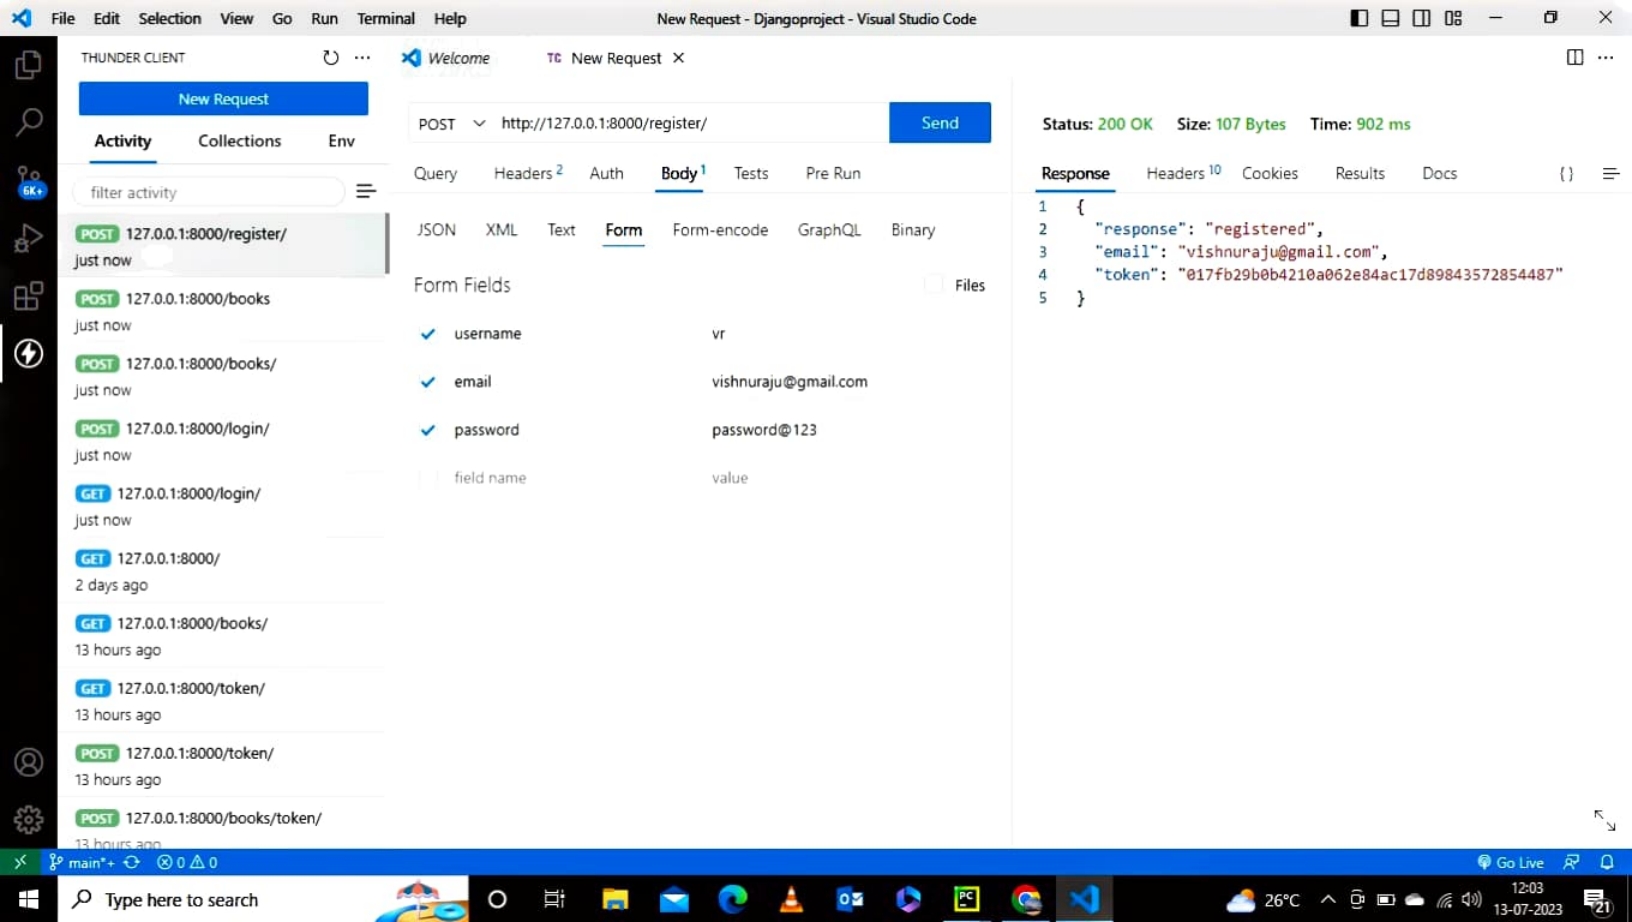 File Edit Selection View Go Run Terminal Help New Request - Djangoproject - Visual Studio Code
THUNDER CLIENT
Welcome
TC New Request
New Request
Activity Collections Env
filter activity
POST 127.0.0.1:8000/register/
just now
POST 127.0.0.1:8000/books
just now
POST 127.0.0.1:8000/books/
just now
POST 127.0.0.1:8000/login/
just now
GET 127.0.0.1:8000/login/
just now
GET 127.0.0.1:8000/
2 days ago
GET 127.0.0.1:8000/books/
13 hours ago
GET 127.0.0.1:8000/token/
13 hours ago
POST 127.0.0.1:8000/token/
13 hours ago
POST 127.0.0.1:8000/books/token/
13 hours ago
6K+
POST http://127.0.0.1:8000/register/ Send
Query Headers 2 Auth Body 1 Tests Pre Run
JSON XML Text Form Form-encode GraphQL Binary
Form Fields Files
username vr
email vishnuraju@gmail.com
password password@123
field name value
Status: 200 OK Size: 107 Bytes Time: 902 ms
Response Headers 10 Cookies Results Docs { }
1 {
2 "response": "registered",
3 "email": "vishnuraju@gmail.com",
4 "token": "017fb29b0b4210a062e84ac17d89843572854487"
5 }
main*+ 0 0 Go Live
Type here to search
PC
26°C
12:03
13-07-2023
21